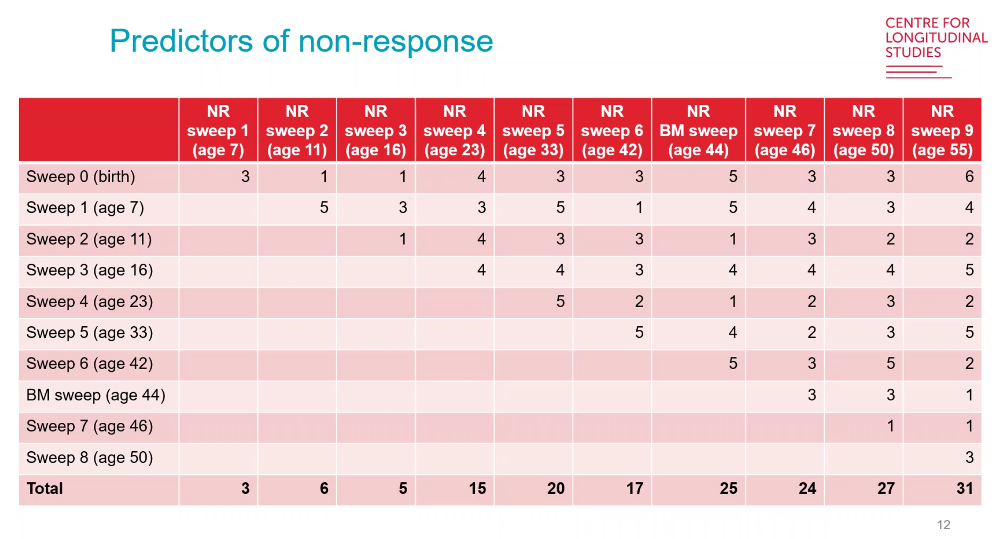 Predictors of non-response
CENTRE FOR
LONGITUDINAL
STUDIES
NR sweep 1 (age 7) NR sweep 2 (age 11) NR sweep 3 (age 16) NR sweep 4 (age 23) NR sweep 5 (age 33) NR sweep 6 (age 42) NR BM sweep (age 44) NR sweep 7 (age 46) NR sweep 8 (age 50) NR sweep 9 (age 55)
Sweep 0 (birth) 3 1 1 4 3 3 5 3 3 6
Sweep 1 (age 7) 5 3 3 5 1 5 4 3 4
Sweep 2 (age 11) 1 4 3 3 1 3 2 2
Sweep 3 (age 16) 4 4 3 4 4 4 5
Sweep 4 (age 23) 5 2 1 2 3 2
Sweep 5 (age 33) 5 4 2 3 5
Sweep 6 (age 42) 5 3 5 2
BM sweep (age 44) 3 3 1
Sweep 7 (age 46) 1 1
Sweep 8 (age 50) 3
Total 3 6 5 15 20 17 25 24 27 31
12